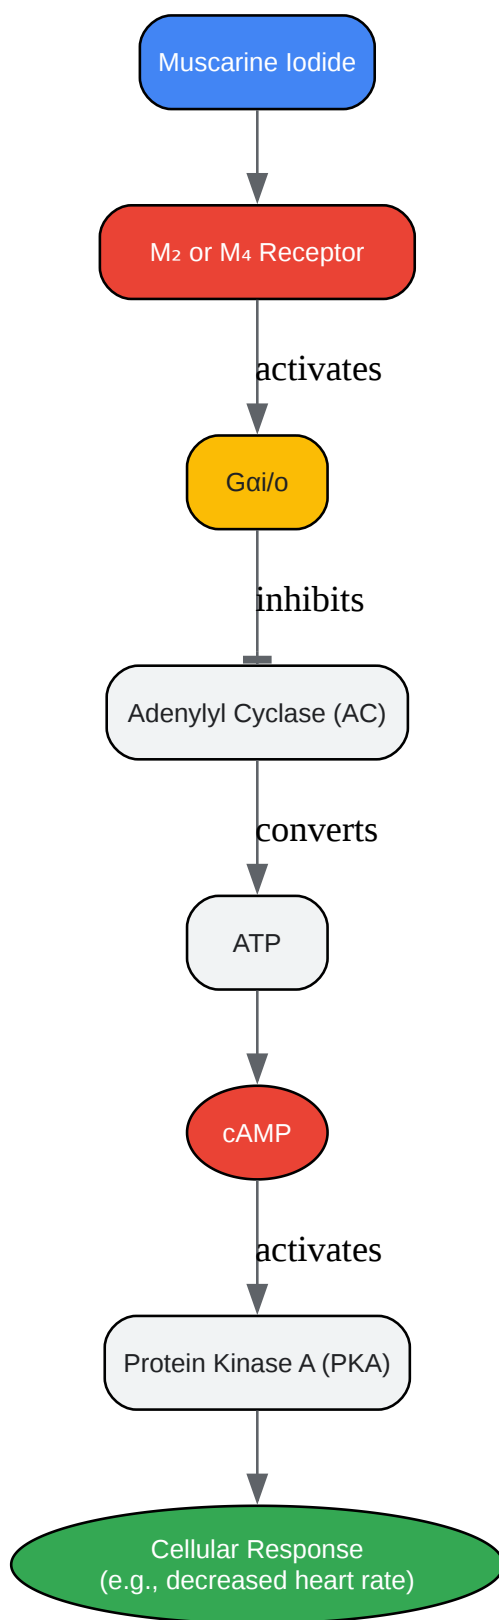 Muscarine Iodide
M₂ or M₄ Receptor
activates
Gαi/o
inhibits
Adenylyl Cyclase (AC)
converts
ATP
cAMP
activates
Protein Kinase A (PKA)
Cellular Response
(e.g., decreased heart rate)